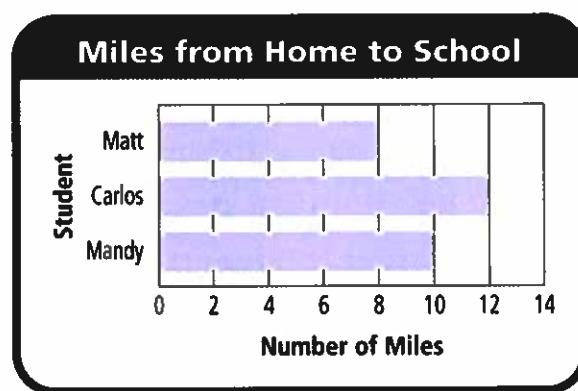 Miles from Home to School
Student
Matt
Carlos
Mandy
0 2 4 6 8 10 12 14
Number of Miles